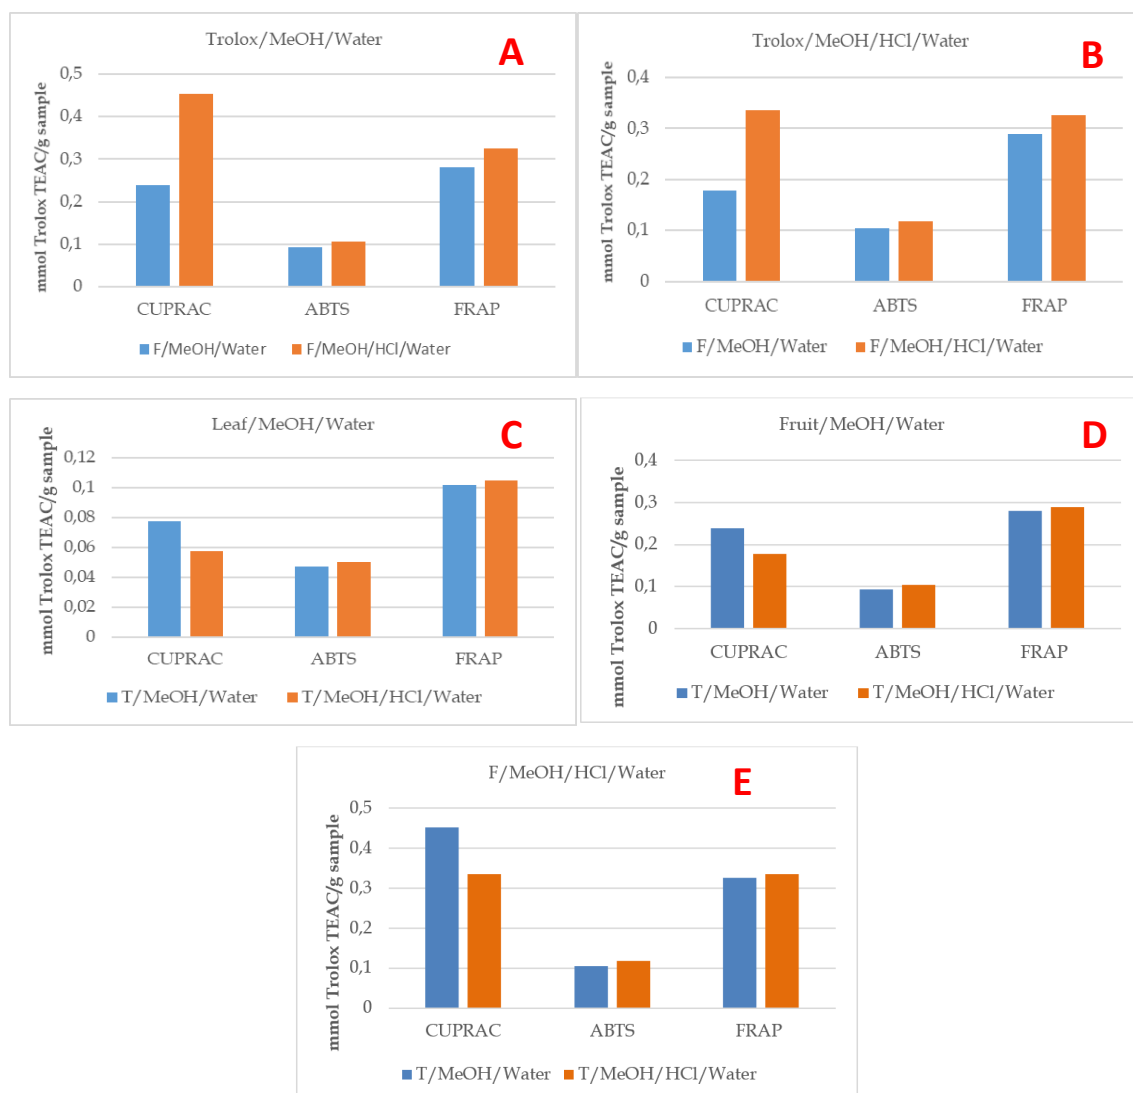 Trolox/MeOH/Water
A
mmol Trolox TEAC/g sample
0,5
0,4
0,3
0,2
0,1
0
CUPRAC ABTS FRAP
F/MeOH/Water F/MeOH/HCl/Water
Trolox/MeOH/HCl/Water
B
mmol Trolox TEAC/g sample
0,4
0,3
0,2
0,1
0
CUPRAC ABTS FRAP
F/MeOH/Water F/MeOH/HCl/Water
Leaf/MeOH/Water
C
mmol Trolox TEAC/g sample
0,12
0,1
0,08
0,06
0,04
0,02
0
CUPRAC ABTS FRAP
T/MeOH/Water T/MeOH/HCl/Water
Fruit/MeOH/Water
D
mmol Trolox TEAC/g sample
0,4
0,3
0,2
0,1
0
CUPRAC ABTS FRAP
T/MeOH/Water T/MeOH/HCl/Water
F/MeOH/HCl/Water
E
mmol Trolox TEAC/g sample
0,5
0,4
0,3
0,2
0,1
0
CUPRAC ABTS FRAP
T/MeOH/Water T/MeOH/HCl/Water